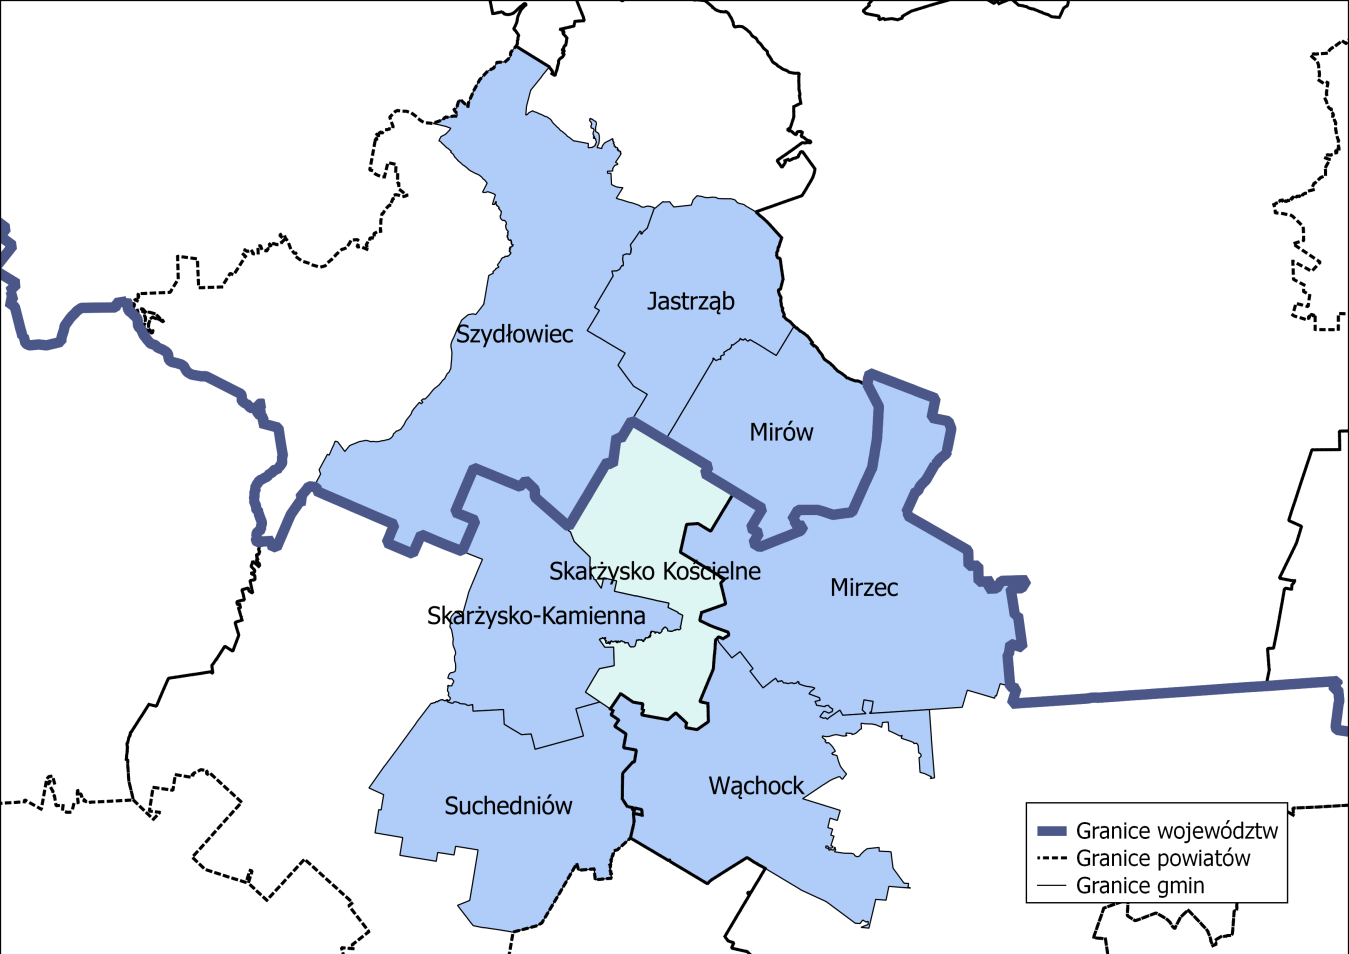 Jastrząb
Szydłowiec
Mirów
Skarżysko Kościelne
Mirzec
Skarżysko-Kamienna
Wąchock
Suchedniów
Granice województw
Granice powiatów
Granice gmin